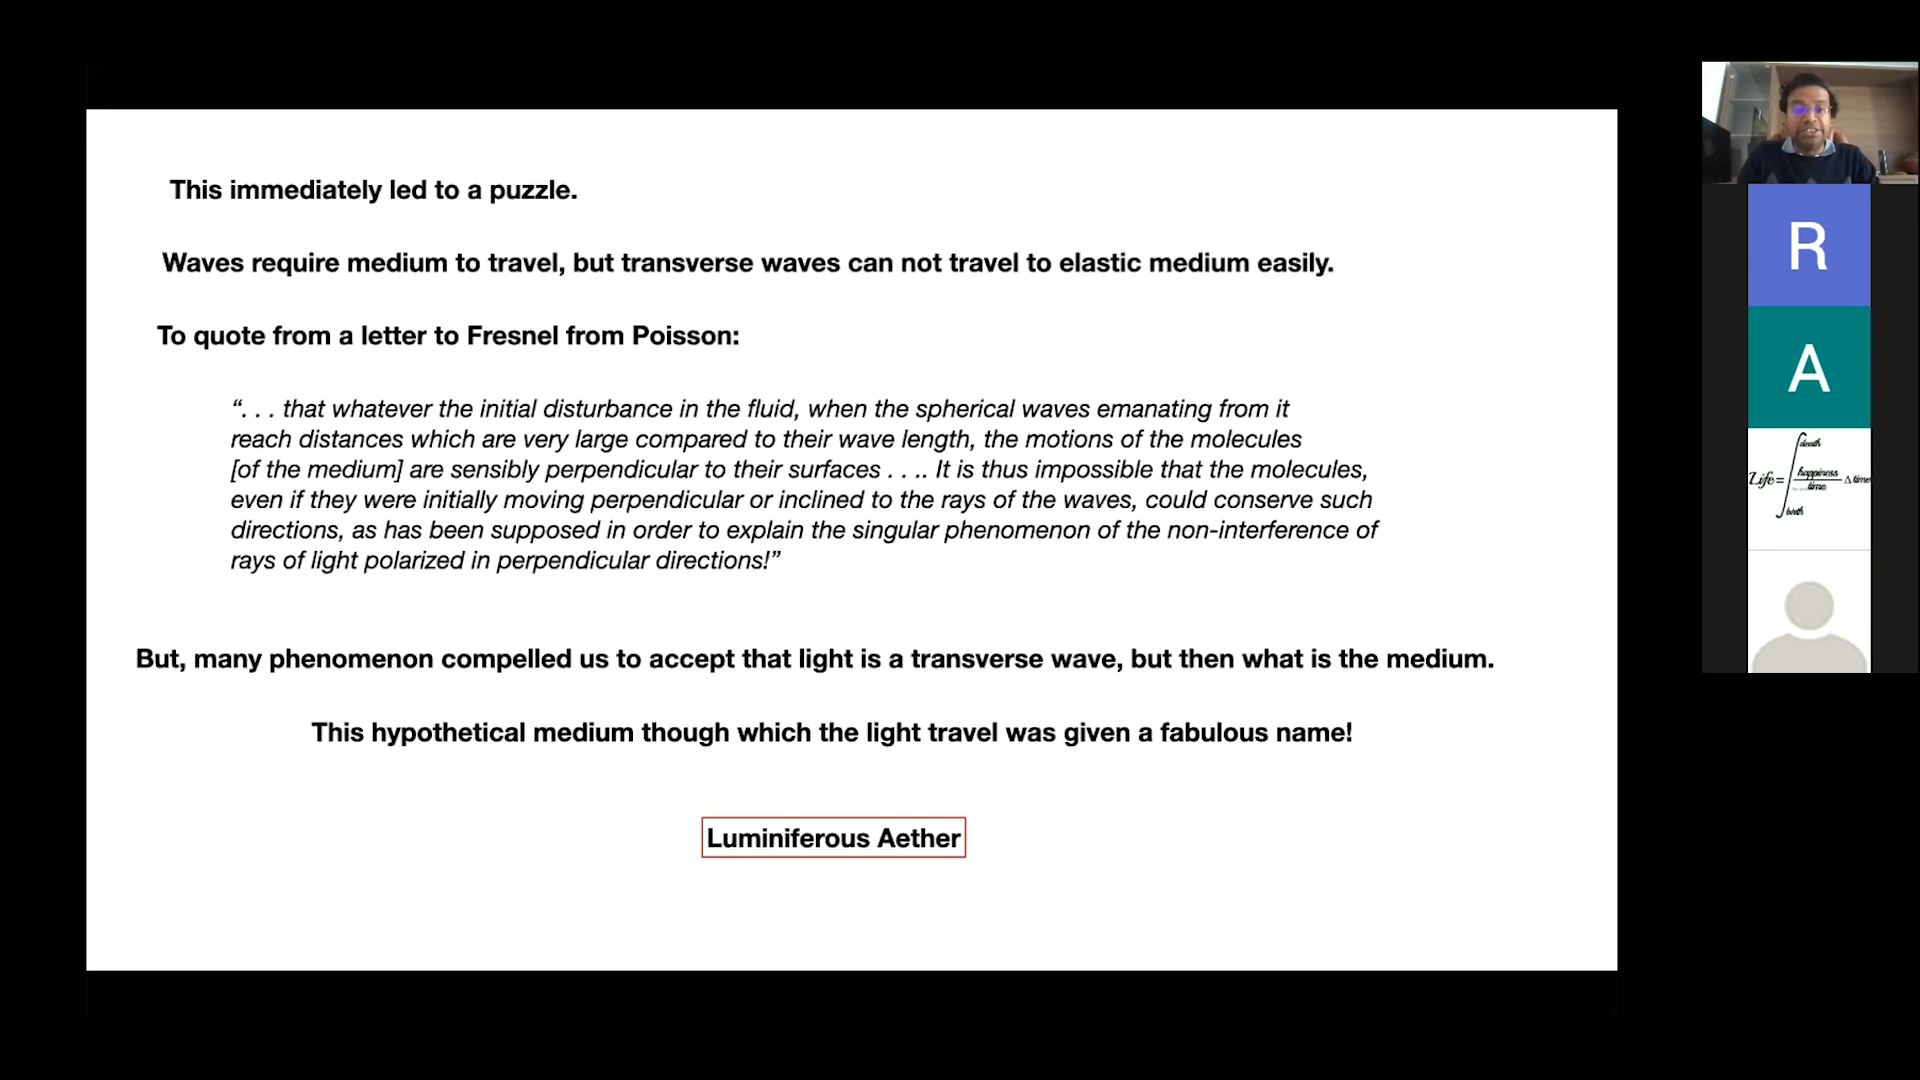 This immediately led to a puzzle.
Waves require medium to travel, but transverse waves can not travel to elastic medium easily.
To quote from a letter to Fresnel from Poisson:
“. . . that whatever the initial disturbance in the fluid, when the spherical waves emanating from it
reach distances which are very large compared to their wave length, the motions of the molecules
[of the medium] are sensibly perpendicular to their surfaces . . .. It is thus impossible that the molecules,
even if they were initially moving perpendicular or inclined to the rays of the waves, could conserve such
directions, as has been supposed in order to explain the singular phenomenon of the non-interference of
rays of light polarized in perpendicular directions!”
But, many phenomenon compelled us to accept that light is a transverse wave, but then what is the medium.
This hypothetical medium though which the light travel was given a fabulous name!
Luminiferous Aether
R
A
death
happiness
Life= Δ time
time
birth